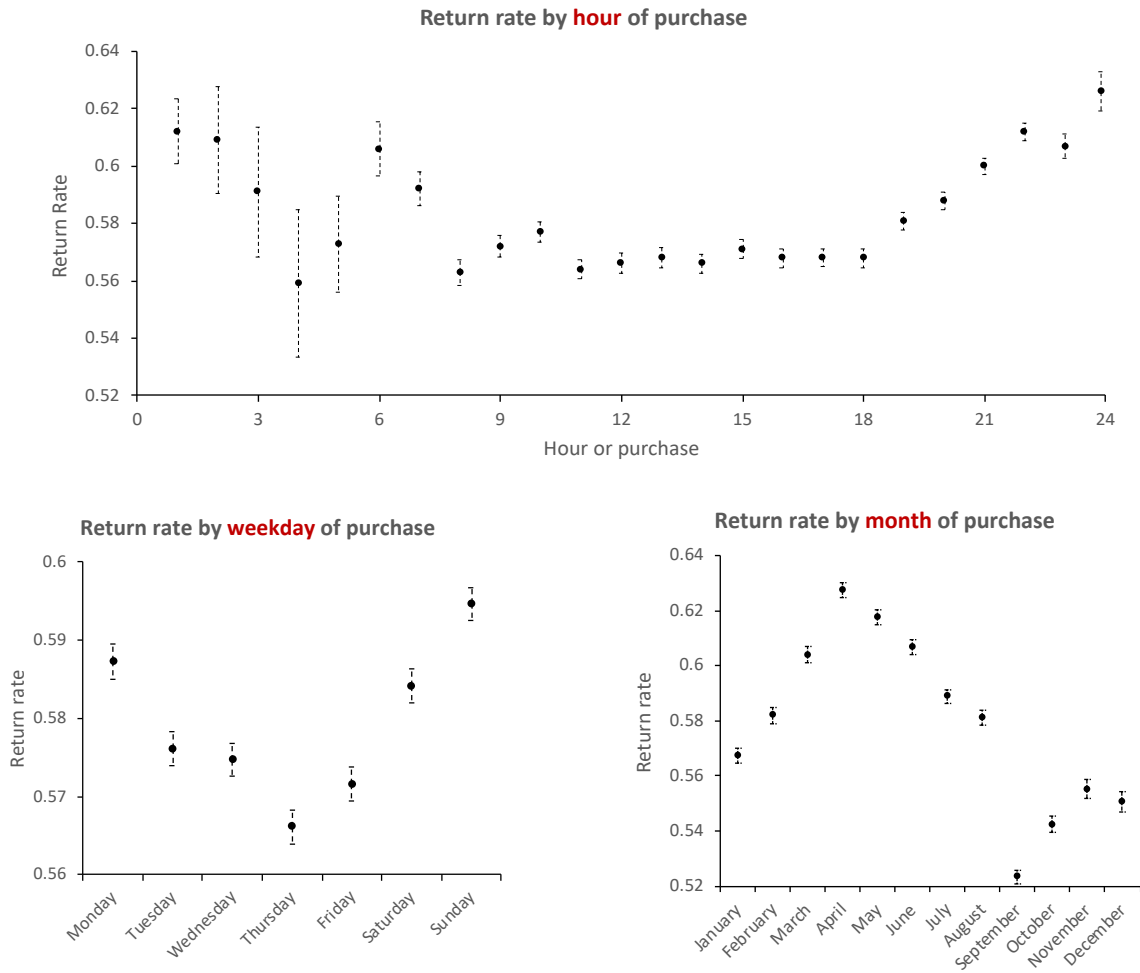 Return rate by hour of purchase
0.64
0.62
0.6
0.58
0.56
0.54
0.52
Return Rate
0 3 6 9 12 15 18 21 24
Hour or purchase
Return rate by weekday of purchase
0.6
0.59
0.58
0.57
0.56
Return rate
Monday Tuesday Wednesday Thursday Friday Saturday Sunday
Return rate by month of purchase
0.64
0.62
0.6
0.58
0.56
0.54
0.52
Return rate
January February March April May June July August September October November December